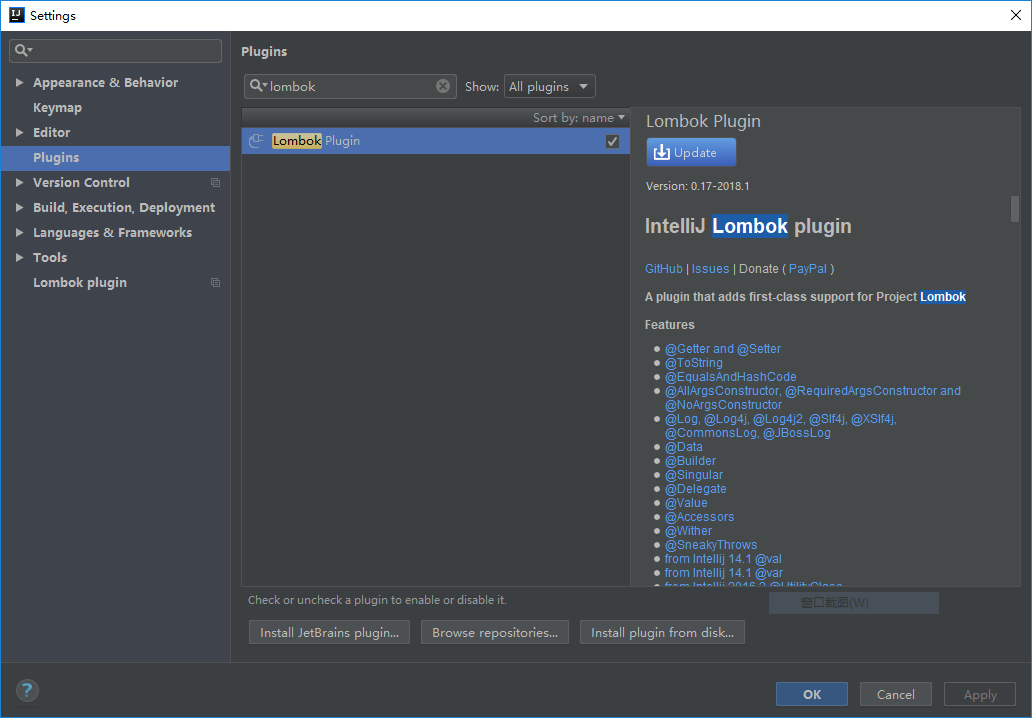 Settings
Plugins
Appearance & Behavior
Keymap
Editor
Plugins
Version Control
Build, Execution, Deployment
Languages & Frameworks
Tools
Lombok plugin
lombok
Show: All plugins
Sort by: name
Lombok Plugin
Lombok Plugin
Update
Version: 0.17-2018.1
IntelliJ Lombok plugin
GitHub | Issues | Donate ( PayPal )
A plugin that adds first-class support for Project Lombok
Features
@Getter and @Setter
@ToString
@EqualsAndHashCode
@AllArgsConstructor, @RequiredArgsConstructor and
@NoArgsConstructor
@Log, @Log4j, @Log4j2, @Slf4j, @XSlf4j,
@CommonsLog, @JBossLog
@Data
@Builder
@Singular
@Delegate
@Value
@Accessors
@Wither
@SneakyThrows
from Intellij 14.1 @val
from Intellij 14.1 @var
from Intellij 2016.2 @UtilityClass
Check or uncheck a plugin to enable or disable it.
窗口截图(W)
Install JetBrains plugin...
Browse repositories...
Install plugin from disk...
?
OK
Cancel
Apply